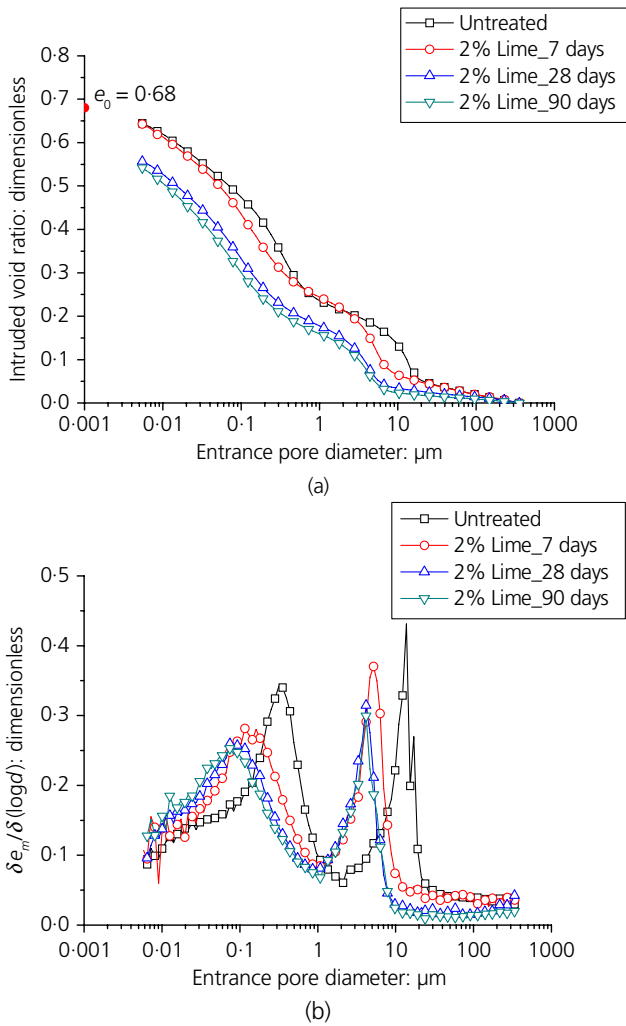 Untreated
2% Lime_7 days
2% Lime_28 days
2% Lime_90 days
0·8
0·7
0·6
0·5
0·4
0·3
0·2
0·1
0·0
e₀ = 0·68
Intruded void ratio: dimensionless
0·001 0·01 0·1 1 10 100 1000
Entrance pore diameter: µm
(a)
Untreated
2% Lime_7 days
2% Lime_28 days
2% Lime_90 days
0·5
0·4
0·3
0·2
0·1
0·0
δeₘ/δ(logd): dimensionless
0·001 0·01 0·1 1 10 100 1000
Entrance pore diameter: µm
(b)